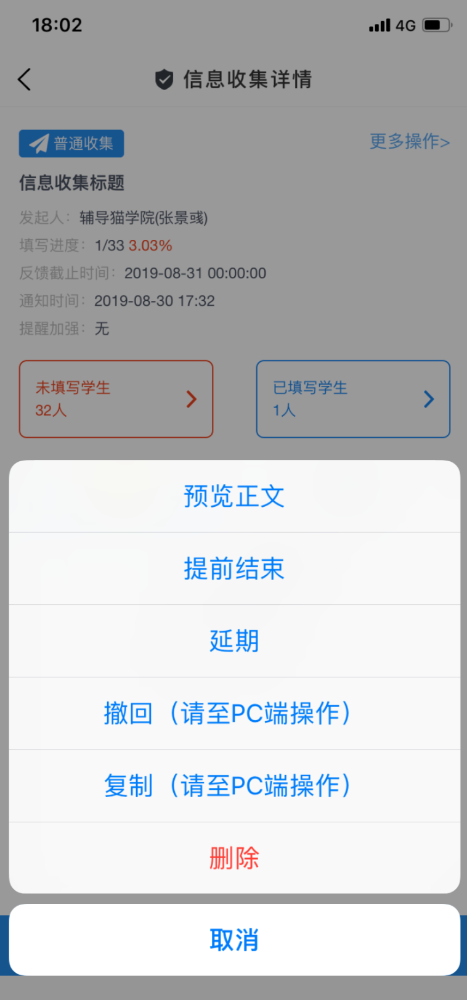 18:02
4G
信息收集详情
普通收集
更多操作>
信息收集标题
发起人：辅导猫学院(张景彧)
填写进度：1/33 3.03%
反馈截止时间：2019-08-31 00:00:00
通知时间：2019-08-30 17:32
提醒加强：无
未填写学生
32人
已填写学生
1人
预览正文
提前结束
延期
撤回（请至PC端操作）
复制（请至PC端操作）
删除
取消